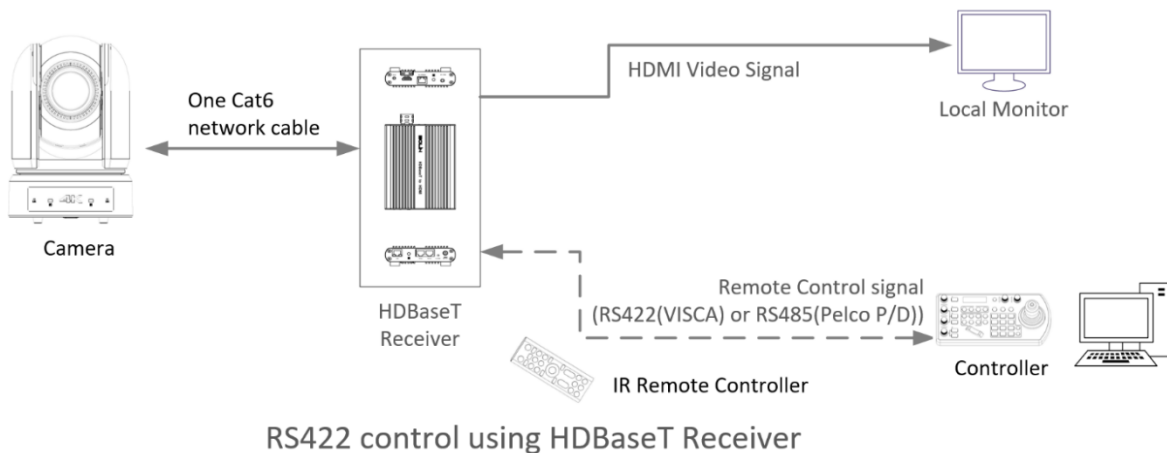 One Cat6
network cable
HDMI Video Signal
Local Monitor
Camera
HDBaseT
Receiver
Remote Control signal
(RS422(VISCA) or RS485(Pelco P/D))
IR Remote Controller
Controller
RS422 control using HDBaseT Receiver